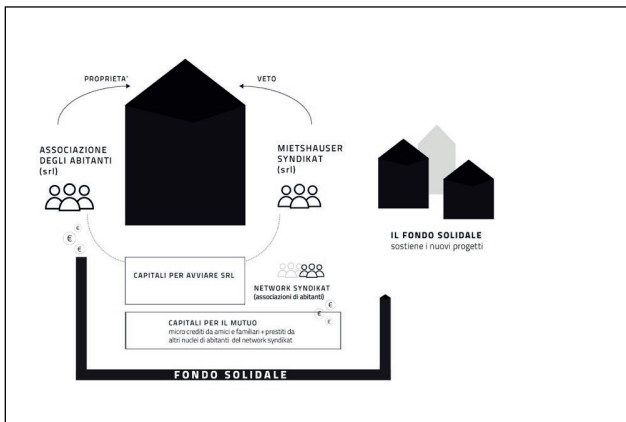 PROPRIETA'
VETO
ASSOCIAZIONE
DEGLI ABITANTI
(srl)
MIETSHAUSER
SYNDIKAT
(srl)
€
€
€
IL FONDO SOLIDALE
sostiene i nuovi progetti
CAPITALI PER AVVIARE SRL
NETWORK SYNDIKAT
(associazioni di abitanti)
€
€
€
CAPITALI PER IL MUTUO
micro crediti da amici e familiari + prestiti da
altri nuclei di abitanti del network syndikat
FONDO SOLIDALE